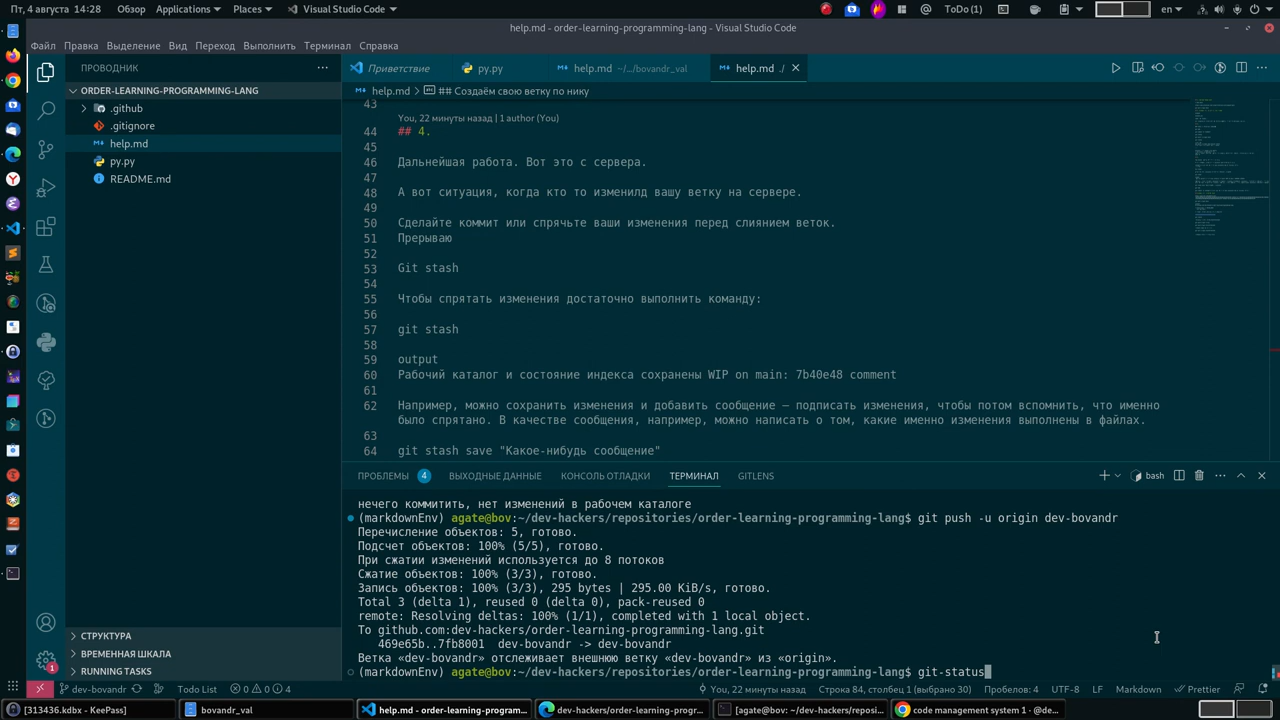 Пт, 4 августа 14:28 Обзор Applications Places Visual Studio Code ToDo (1) en
help.md - order-learning-programming-lang - Visual Studio Code
Файл Правка Выделение Вид Переход Выполнить Терминал Справка
ПРОВОДНИК
Приветствие py.py help.md ~/.../bovandr_val help.md ./
ORDER-LEARNING-PROGRAMMING-LANG
.github
.gitignore
help.md
py.py
README.md
help.md > ## Создаём свою ветку по нику
43
You, 22 минуты назад | 1 author (You)
44 ## 4.
45
46 Дальнейшая работа. Вот это с сервера.
47
48 А вот ситуация, когда кто то изменилд вашу ветку на сервере.
49
50 Сделайте коммит или спрячьте ваши изменения перед слиянием веток.
51 Прерываю
52
53 Git stash
54
55 Чтобы спрятать изменения достаточно выполнить команду:
56
57 git stash
58
59 output
60 Рабочий каталог и состояние индекса сохранены WIP on main: 7b40e48 comment
61
62 Например, можно сохранить изменения и добавить сообщение — подписать изменения, чтобы потом вспомнить, что именно
было спрятано. В качестве сообщения, например, можно написать о том, какие именно изменения выполнены в файлах.
63
64 git stash save "Какое-нибудь сообщение"
ПРОБЛЕМЫ 4 ВЫХОДНЫЕ ДАННЫЕ КОНСОЛЬ ОТЛАДКИ ТЕРМИНАЛ GITLENS bash
нечего коммитить, нет изменений в рабочем каталоге
(markdownEnv) agate@bov:~/dev-hackers/repositories/order-learning-programming-lang$ git push -u origin dev-bovandr
Перечисление объектов: 5, готово.
Подсчет объектов: 100% (5/5), готово.
При сжатии изменений используется до 8 потоков
Сжатие объектов: 100% (3/3), готово.
Запись объектов: 100% (3/3), 295 bytes | 295.00 KiB/s, готово.
Total 3 (delta 1), reused 0 (delta 0), pack-reused 0
remote: Resolving deltas: 100% (1/1), completed with 1 local object.
To github.com:dev-hackers/order-learning-programming-lang.git
469e65b..7fb8001 dev-bovandr -> dev-bovandr
Ветка «dev-bovandr» отслеживает внешнюю ветку «dev-bovandr» из «origin».
(markdownEnv) agate@bov:~/dev-hackers/repositories/order-learning-programming-lang$ git-status
СТРУКТУРА
ВРЕМЕННАЯ ШКАЛА
RUNNING TASKS
1
dev-bovandr Todo List 0 0 4 You, 22 минуты назад Строка 84, столбец 1 (выбрано 30) Пробелов: 4 UTF-8 LF Markdown Prettier
[313436.kdbx - KeePass] bovandr_val help.md - order-learning-program... dev-hackers/order-learning-progr... [agate@bov:~/dev-hackers/reposi... code management system 1 · @de...